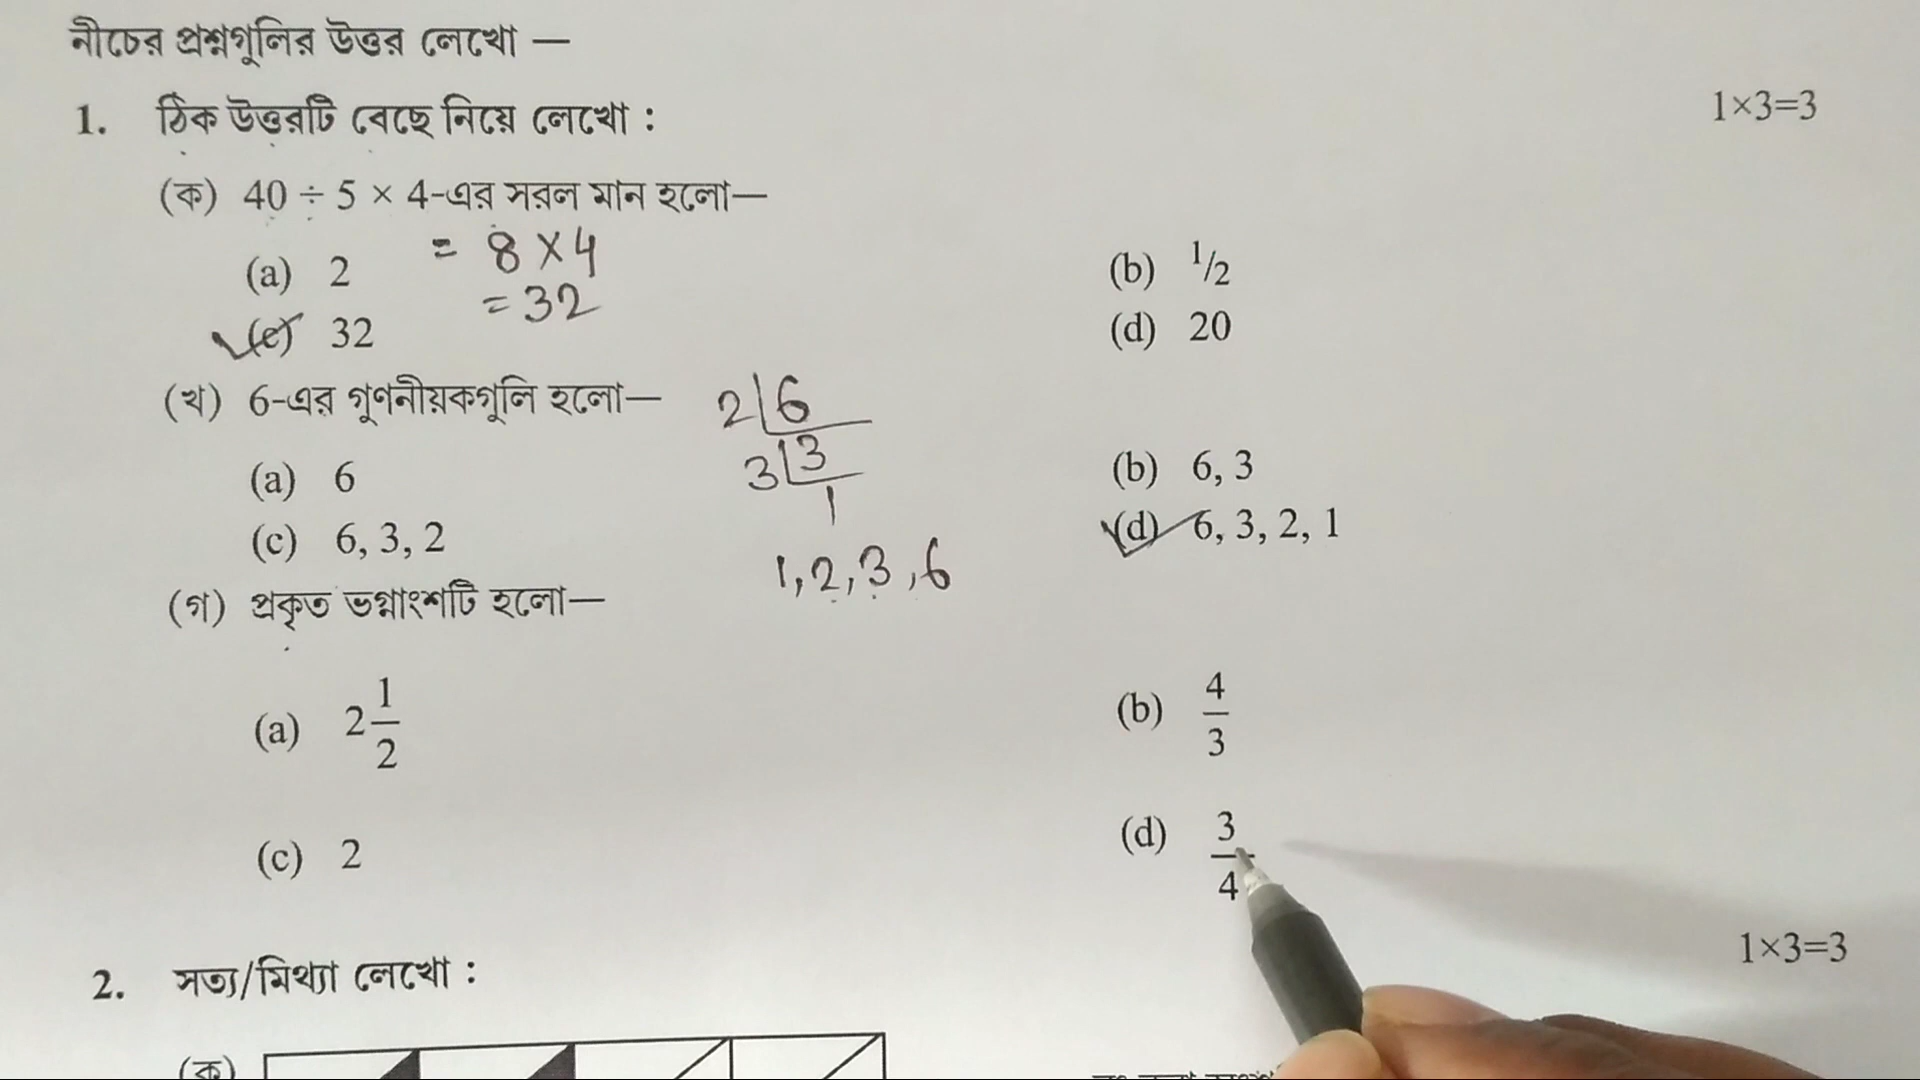 নীচের প্রশ্নগুলির উত্তর লেখো —
1. ঠিক উত্তরটি বেছে নিয়ে লেখো : 1×3=3
(ক) 40 ÷ 5 × 4-এর সরল মান হলো—
= 8 × 4
(a) 2 (b) 1/2
= 32
(c) 32 (d) 20
(খ) 6-এর গুণনীয়কগুলি হলো—
2|6
3|3
1
(a) 6 (b) 6, 3
(c) 6, 3, 2 (d) 6, 3, 2, 1
1, 2, 3, 6
(গ) প্রকৃত ভগ্নাংশটি হলো—
(a) 2 1/2 (b) 4/3
(c) 2 (d) 3/4
2. সত্য/মিথ্যা লেখো : 1×3=3
(ক)